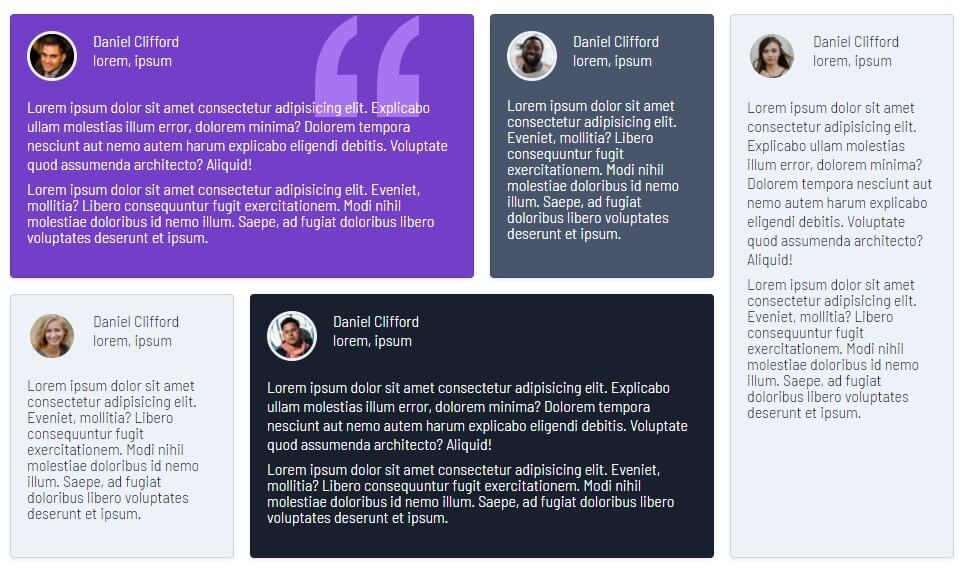 Daniel Clifford
lorem, ipsum
Lorem ipsum dolor sit amet consectetur adipisicing elit. Explicabo
ullam molestias illum error, dolorem minima? Dolorem tempora
nesciunt aut nemo autem harum explicabo eligendi debitis. Voluptate
quod assumenda architecto? Aliquid!
Lorem ipsum dolor sit amet consectetur adipisicing elit. Eveniet,
mollitia? Libero consequuntur fugit exercitationem. Modi nihil
molestiae doloribus id nemo illum. Saepe, ad fugiat doloribus libero
voluptates deserunt et ipsum.
Daniel Clifford
lorem, ipsum
Lorem ipsum dolor sit amet
consectetur adipisicing elit.
Eveniet, mollitia? Libero
consequuntur fugit
exercitationem. Modi nihil
molestiae doloribus id nemo
illum. Saepe, ad fugiat
doloribus libero voluptates
deserunt et ipsum.
Daniel Clifford
lorem, ipsum
Lorem ipsum dolor sit amet
consectetur adipisicing elit.
Explicabo ullam molestias
illum error, dolorem minima?
Dolorem tempora nesciunt aut
nemo autem harum explicabo
eligendi debitis. Voluptate
quod assumenda architecto?
Aliquid!
Lorem ipsum dolor sit amet
consectetur adipisicing elit.
Eveniet, mollitia? Libero
consequuntur fugit
exercitationem. Modi nihil
molestiae doloribus id nemo
illum. Saepe, ad fugiat
doloribus libero voluptates
deserunt et ipsum.
Daniel Clifford
lorem, ipsum
Lorem ipsum dolor sit amet
consectetur adipisicing elit.
Eveniet, mollitia? Libero
consequuntur fugit
exercitationem. Modi nihil
molestiae doloribus id nemo
illum. Saepe, ad fugiat
doloribus libero voluptates
deserunt et ipsum.
Daniel Clifford
lorem, ipsum
Lorem ipsum dolor sit amet consectetur adipisicing elit. Explicabo
ullam molestias illum error, dolorem minima? Dolorem tempora
nesciunt aut nemo autem harum explicabo eligendi debitis. Voluptate
quod assumenda architecto? Aliquid!
Lorem ipsum dolor sit amet consectetur adipisicing elit. Eveniet,
mollitia? Libero consequuntur fugit exercitationem. Modi nihil
molestiae doloribus id nemo illum. Saepe, ad fugiat doloribus libero
voluptates deserunt et ipsum.